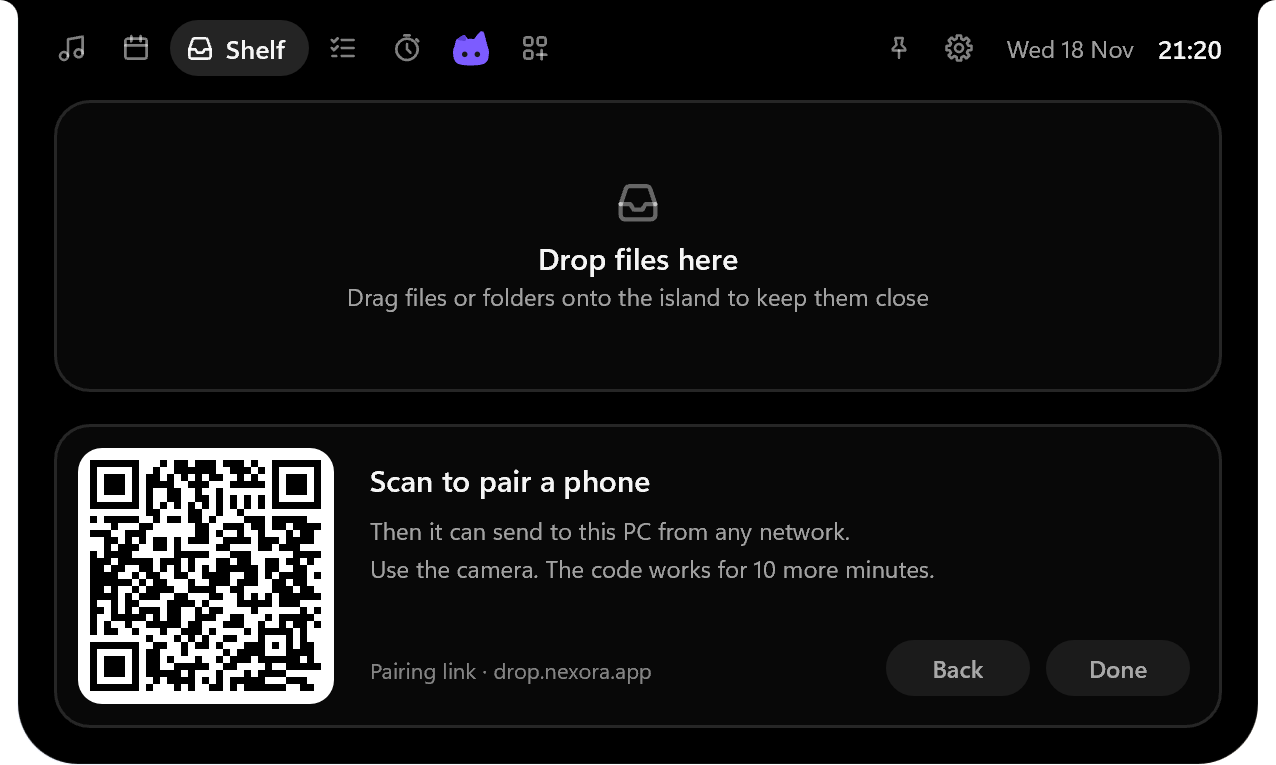 Shelf
Wed 18 Nov 21:20
Drop files here
Drag files or folders onto the island to keep them close
Scan to pair a phone
Then it can send to this PC from any network.
Use the camera. The code works for 10 more minutes.
Pairing link · drop.nexora.app
Back
Done